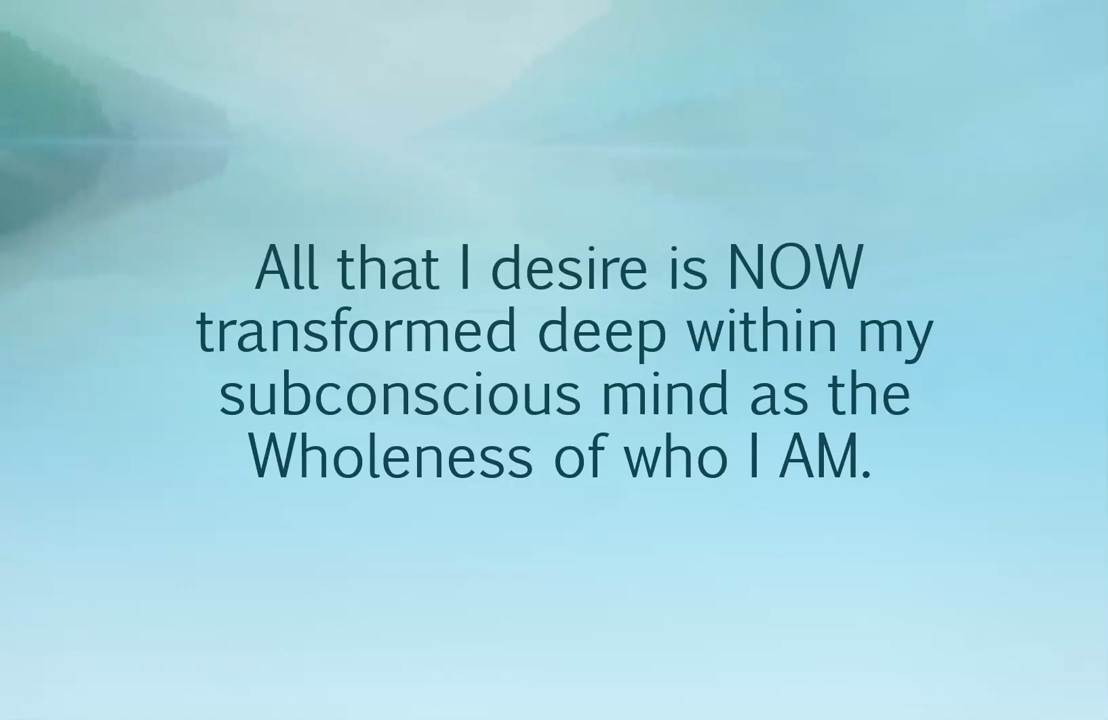 All that I desire is NOW
transformed deep within my
subconscious mind as the
Wholeness of who I AM.